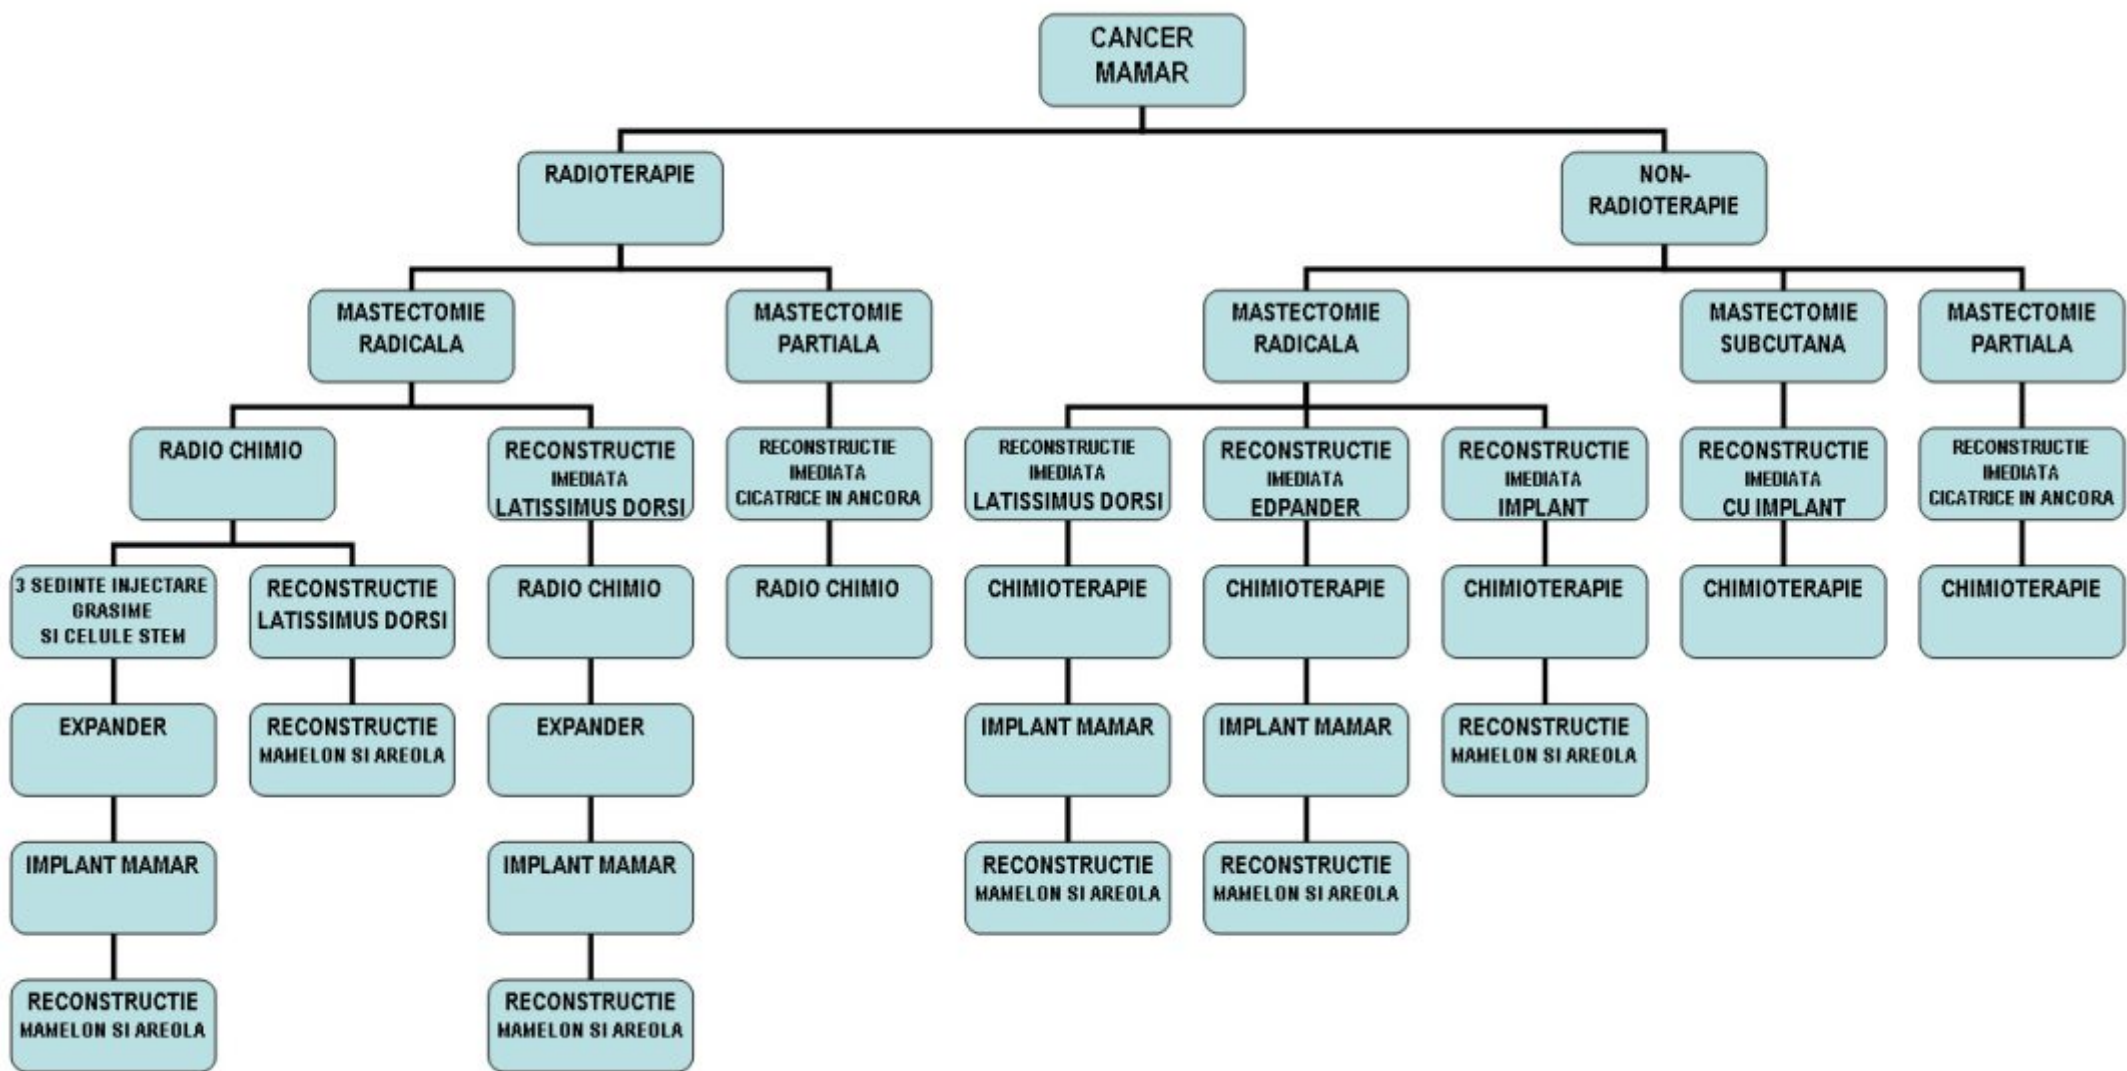 CANCER
MAMAR
RADIOTERAPIE
NON-
RADIOTERAPIE
MASTECTOMIE
RADICALA
MASTECTOMIE
PARTIALA
MASTECTOMIE
RADICALA
MASTECTOMIE
SUBCUTANA
MASTECTOMIE
PARTIALA
RADIO CHIMIO
RECONSTRUCTIE
IMEDIATA
LATISSIMUS DORSI
RECONSTRUCTIE
IMEDIATA
CICATRICE IN ANCORA
RECONSTRUCTIE
IMEDIATA
LATISSIMUS DORSI
RECONSTRUCTIE
IMEDIATA
EDPANDER
RECONSTRUCTIE
IMEDIATA
IMPLANT
RECONSTRUCTIE
IMEDIATA
CU IMPLANT
RECONSTRUCTIE
IMEDIATA
CICATRICE IN ANCORA
3 SEDINTE INJECTARE
GRASIME
SI CELULE STEM
RECONSTRUCTIE
LATISSIMUS DORSI
RADIO CHIMIO
RADIO CHIMIO
CHIMIOTERAPIE
CHIMIOTERAPIE
CHIMIOTERAPIE
CHIMIOTERAPIE
CHIMIOTERAPIE
EXPANDER
RECONSTRUCTIE
MAMELON SI AREOLA
EXPANDER
IMPLANT MAMAR
IMPLANT MAMAR
RECONSTRUCTIE
MAMELON SI AREOLA
IMPLANT MAMAR
IMPLANT MAMAR
RECONSTRUCTIE
MAMELON SI AREOLA
RECONSTRUCTIE
MAMELON SI AREOLA
RECONSTRUCTIE
MAMELON SI AREOLA
RECONSTRUCTIE
MAMELON SI AREOLA